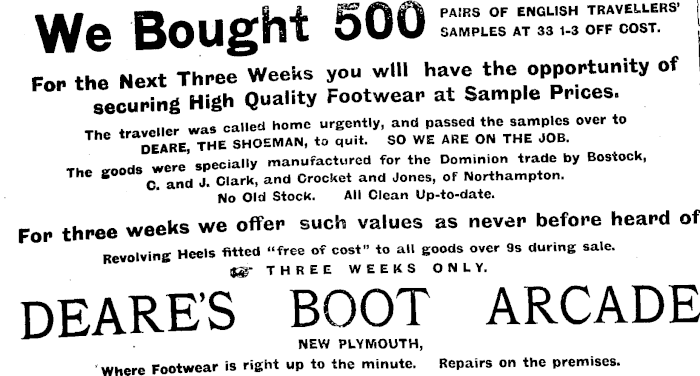 We Bought 500 PAIRS OF ENGLISH TRAVELLERS'
SAMPLES AT 33 1-3 OFF COST.
For the Next Three Weeks you will have the opportunity of
securing High Quality Footwear at Sample Prices.
The traveller was called home urgently, and passed the samples over to
DEARE, THE SHOEMAN, to quit. SO WE ARE ON THE JOB.
The goods were specially manufactured for the Dominion trade by Bostock,
C. and J. Clark, and Crocket and Jones, of Northampton.
No Old Stock. All Clean Up-to-date.
For three weeks we offer such values as never before heard of
Revolving Heels fitted "free of cost" to all goods over 9s during sale.
THREE WEEKS ONLY.
DEARE'S BOOT ARCADE
NEW PLYMOUTH,
Where Footwear is right up to the minute. Repairs on the premises.